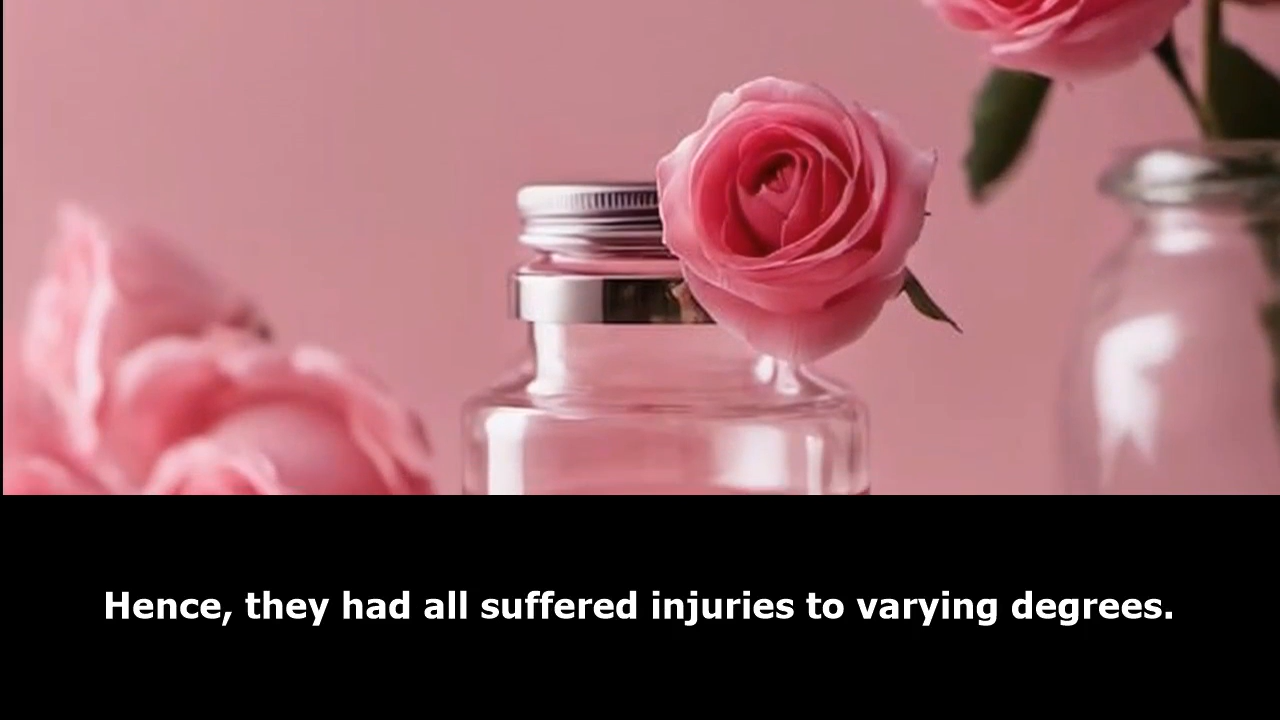 Hence, they had all suffered injuries to varying degrees.